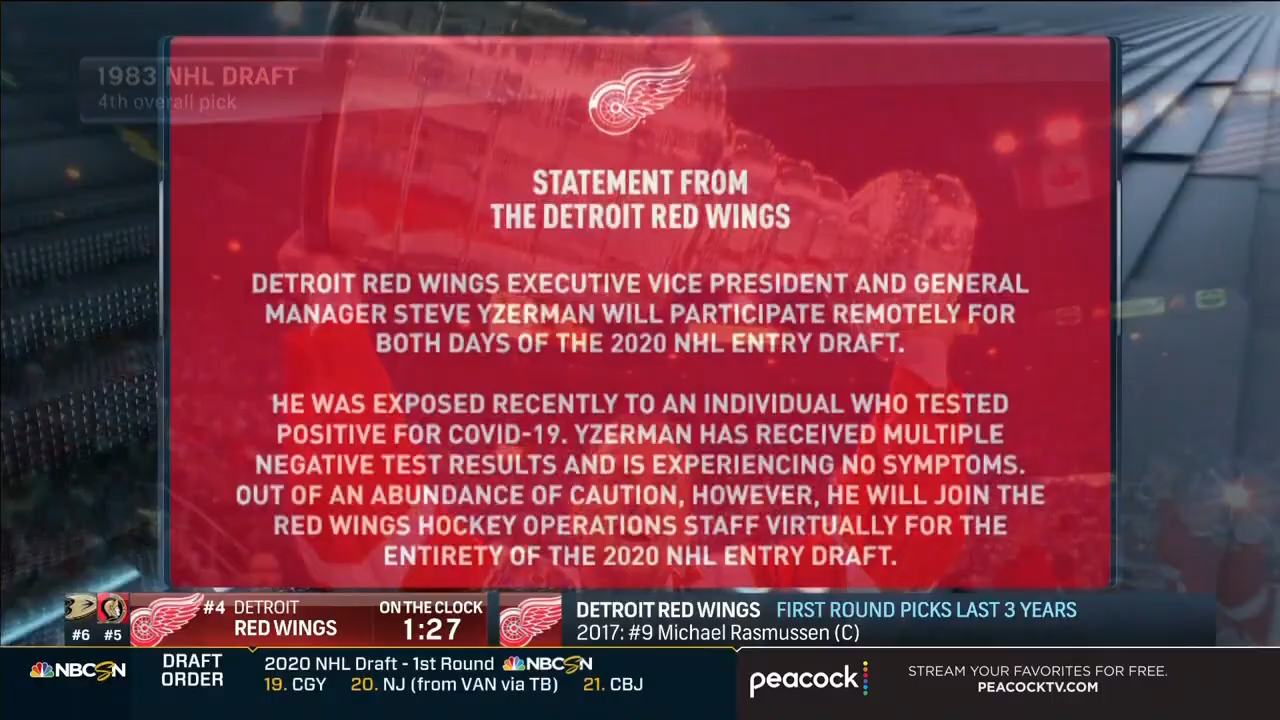 1983 NHL DRAFT
4th overall pick
STATEMENT FROM
THE DETROIT RED WINGS
DETROIT RED WINGS EXECUTIVE VICE PRESIDENT AND GENERAL
MANAGER STEVE YZERMAN WILL PARTICIPATE REMOTELY FOR
BOTH DAYS OF THE 2020 NHL ENTRY DRAFT.
HE WAS EXPOSED RECENTLY TO AN INDIVIDUAL WHO TESTED
POSITIVE FOR COVID-19. YZERMAN HAS RECEIVED MULTIPLE
NEGATIVE TEST RESULTS AND IS EXPERIENCING NO SYMPTOMS.
OUT OF AN ABUNDANCE OF CAUTION, HOWEVER, HE WILL JOIN THE
RED WINGS HOCKEY OPERATIONS STAFF VIRTUALLY FOR THE
ENTIRETY OF THE 2020 NHL ENTRY DRAFT.
#6 #5
#4 DETROIT
RED WINGS
ON THE CLOCK
1:27
DETROIT RED WINGS FIRST ROUND PICKS LAST 3 YEARS
2017: #9 Michael Rasmussen (C)
NBCSN
DRAFT
ORDER
2020 NHL Draft - 1st Round NBCSN
19. CGY 20. NJ (from VAN via TB) 21. CBJ
peacock
STREAM YOUR FAVORITES FOR FREE.
PEACOCKTV.COM